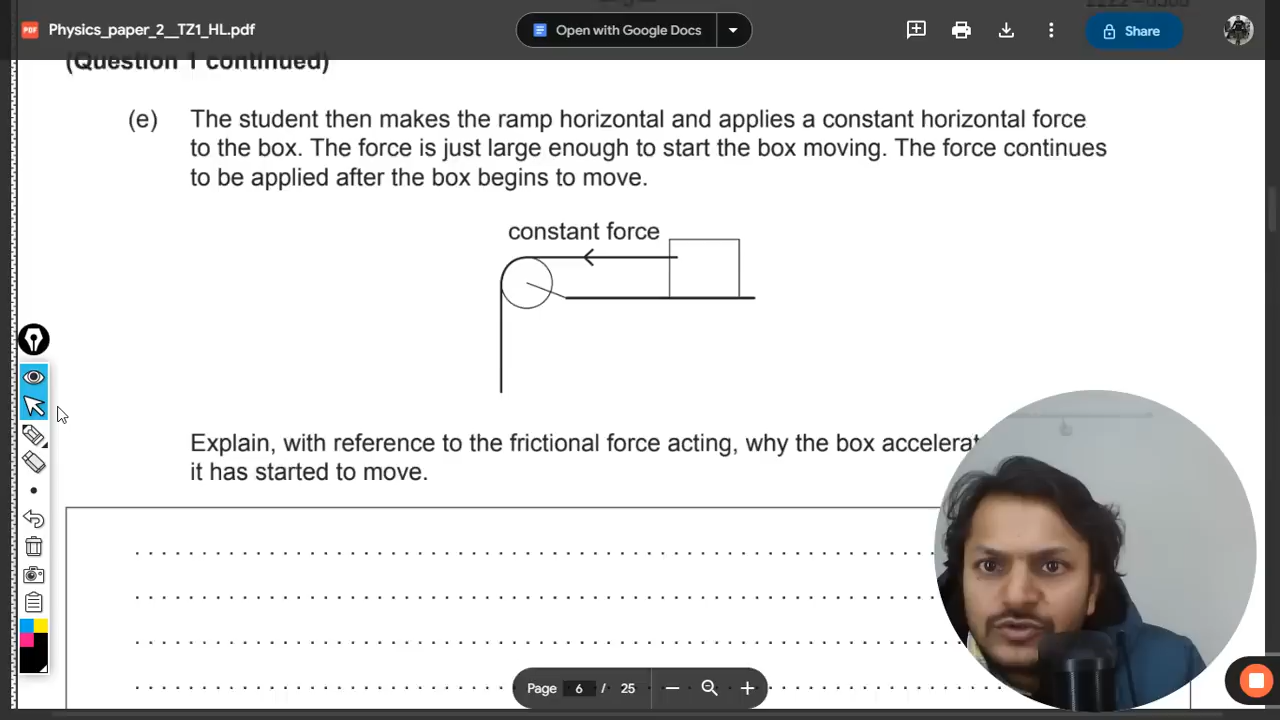 Physics_paper_2__TZ1_HL.pdf
Open with Google Docs
Share
(Question 1 continued)
(e) The student then makes the ramp horizontal and applies a constant horizontal force
to the box. The force is just large enough to start the box moving. The force continues
to be applied after the box begins to move.
constant force
Explain, with reference to the frictional force acting, why the box
it has started to move.
Page 6 / 25